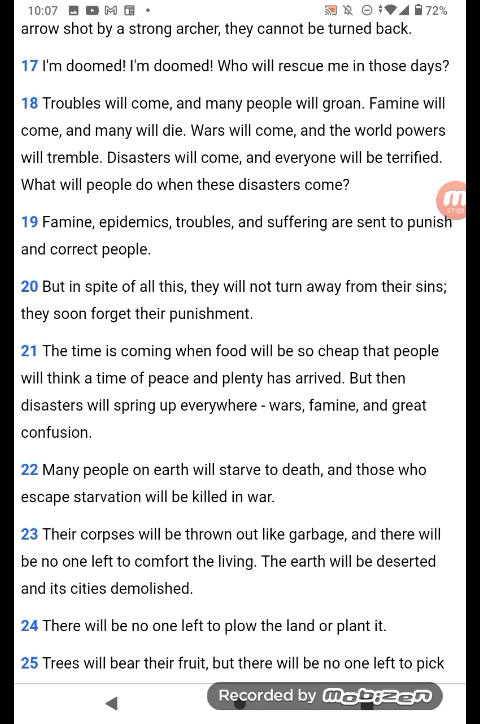 10:07
72%
arrow shot by a strong archer, they cannot be turned back.
17 I'm doomed! I'm doomed! Who will rescue me in those days?
18 Troubles will come, and many people will groan. Famine will
come, and many will die. Wars will come, and the world powers
will tremble. Disasters will come, and everyone will be terrified.
What will people do when these disasters come?
19 Famine, epidemics, troubles, and suffering are sent to punish
and correct people.
20 But in spite of all this, they will not turn away from their sins;
they soon forget their punishment.
21 The time is coming when food will be so cheap that people
will think a time of peace and plenty has arrived. But then
disasters will spring up everywhere - wars, famine, and great
confusion.
22 Many people on earth will starve to death, and those who
escape starvation will be killed in war.
23 Their corpses will be thrown out like garbage, and there will
be no one left to comfort the living. The earth will be deserted
and its cities demolished.
24 There will be no one left to plow the land or plant it.
25 Trees will bear their fruit, but there will be no one left to pick
Recorded by mobizen